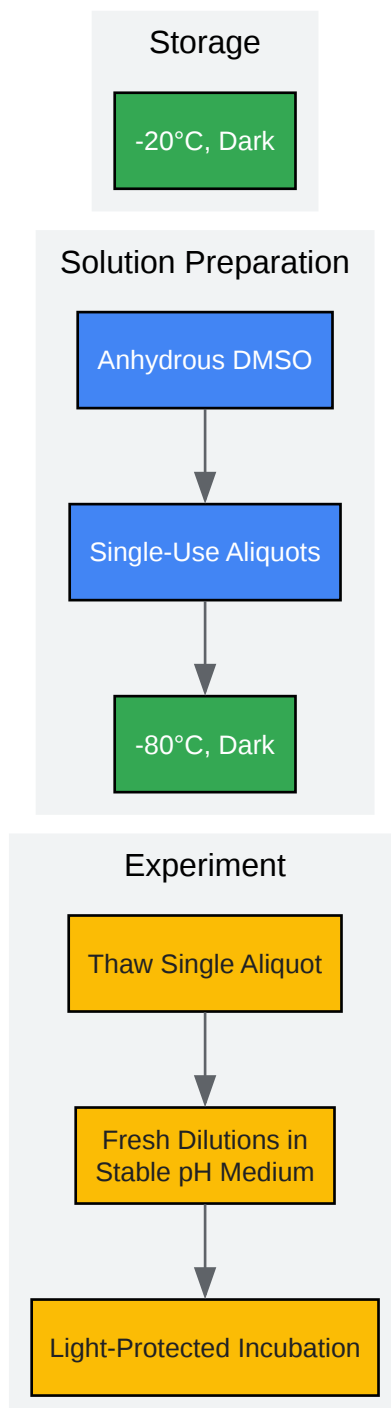 Storage
-20°C, Dark
Solution Preparation
Anhydrous DMSO
Single-Use Aliquots
-80°C, Dark
Experiment
Thaw Single Aliquot
Fresh Dilutions in
Stable pH Medium
Light-Protected Incubation